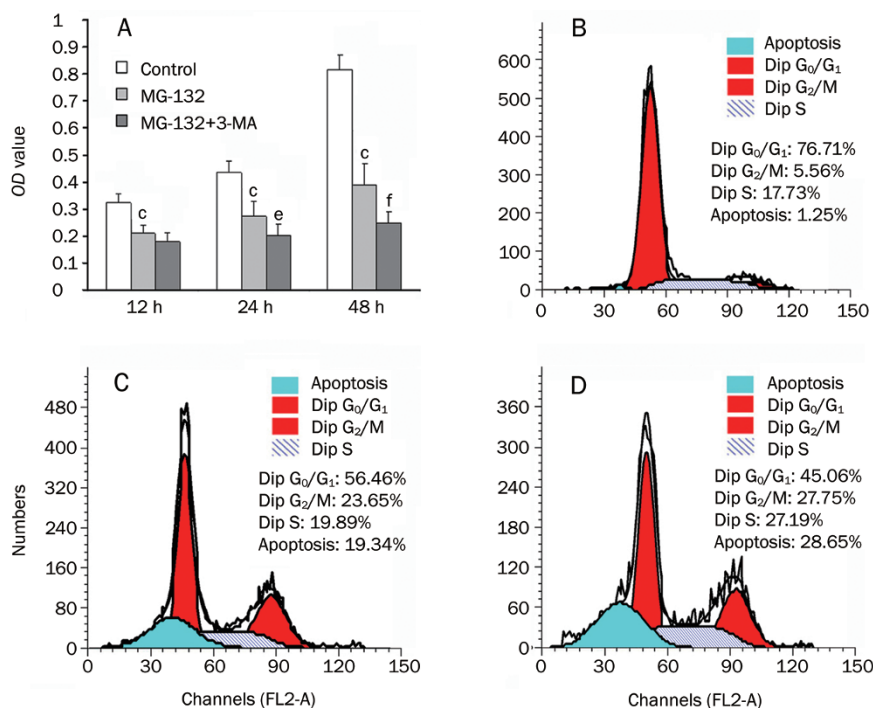 A
OD value
1
0.9
0.8
0.7
0.6
0.5
0.4
0.3
0.2
0.1
0
Control
MG-132
MG-132+3-MA
c
c
e
c
f
12 h
24 h
48 h
B
600
500
400
300
200
100
0
Apoptosis
Dip G₀/G₁
Dip G₂/M
Dip S
Dip G₀/G₁: 76.71%
Dip G₂/M: 5.56%
Dip S: 17.73%
Apoptosis: 1.25%
0 30 60 90 120 150
C
Numbers
480
400
320
240
160
80
0
Apoptosis
Dip G₀/G₁
Dip G₂/M
Dip S
Dip G₀/G₁: 56.46%
Dip G₂/M: 23.65%
Dip S: 19.89%
Apoptosis: 19.34%
0 30 60 90 150
Channels (FL2-A)
D
360
300
240
180
120
60
0
Apoptosis
Dip G₀/G₁
Dip G₂/M
Dip S
Dip G₀/G₁: 45.06%
Dip G₂/M: 27.75%
Dip S: 27.19%
Apoptosis: 28.65%
0 30 60 90 120 150
Channels (FL2-A)